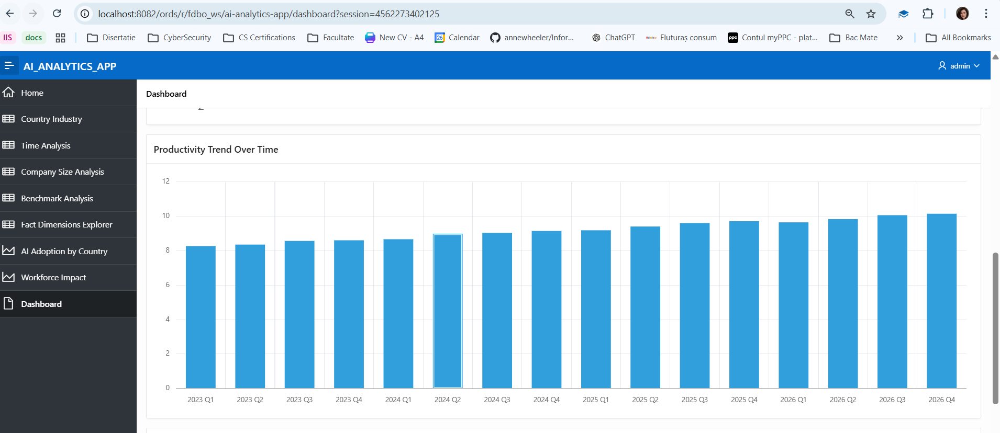 localhost:8082/ords/r/fdbo_ws/ai-analytics-app/dashboard?session=4562273402125
IIS docs Disertatie CyberSecurity CS Certifications Facultate New CV - A4 26 Calendar annewheeler/Infor... ChatGPT Fluturaș consum ppc Contul myPPC - plat... Bac Mate » All Bookmarks
AI_ANALYTICS_APP admin
Home
Country Industry
Time Analysis
Company Size Analysis
Benchmark Analysis
Fact Dimensions Explorer
AI Adoption by Country
Workforce Impact
Dashboard
Dashboard
Productivity Trend Over Time
12
10
8
6
4
2
0
2023 Q1 2023 Q2 2023 Q3 2023 Q4 2024 Q1 2024 Q2 2024 Q3 2024 Q4 2025 Q1 2025 Q2 2025 Q3 2025 Q4 2026 Q1 2026 Q2 2026 Q3 2026 Q4